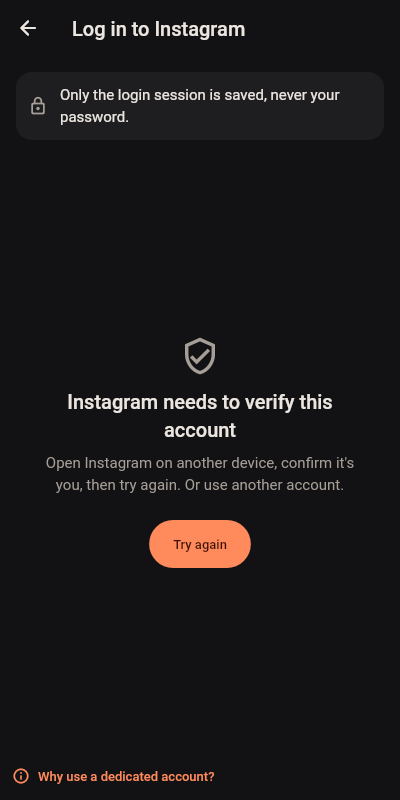 Log in to Instagram
Only the login session is saved, never your
password.
Instagram needs to verify this
account
Open Instagram on another device, confirm it's
you, then try again. Or use another account.
Try again
Why use a dedicated account?